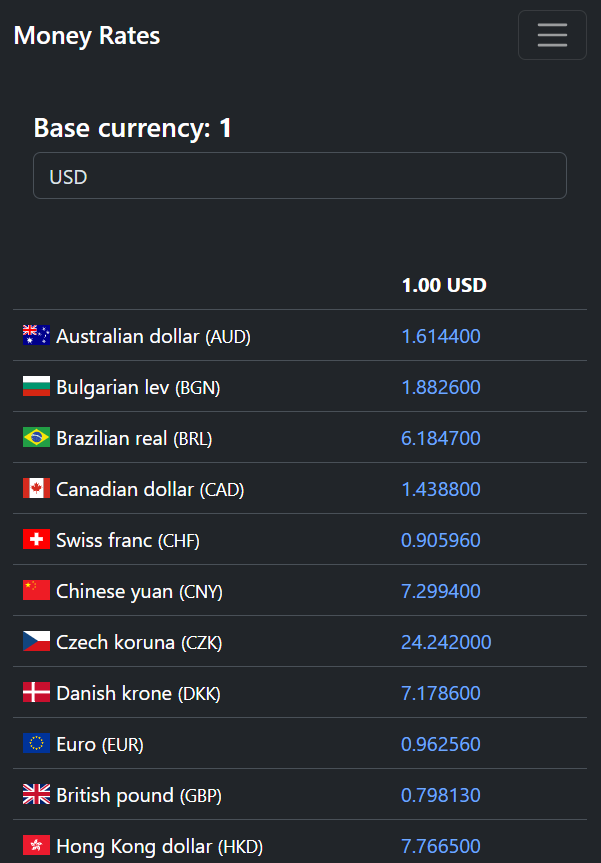 Money Rates
Base currency: 1
USD
1.00 USD
Australian dollar (AUD) 1.614400
Bulgarian lev (BGN) 1.882600
Brazilian real (BRL) 6.184700
Canadian dollar (CAD) 1.438800
Swiss franc (CHF) 0.905960
Chinese yuan (CNY) 7.299400
Czech koruna (CZK) 24.242000
Danish krone (DKK) 7.178600
Euro (EUR) 0.962560
British pound (GBP) 0.798130
Hong Kong dollar (HKD) 7.766500